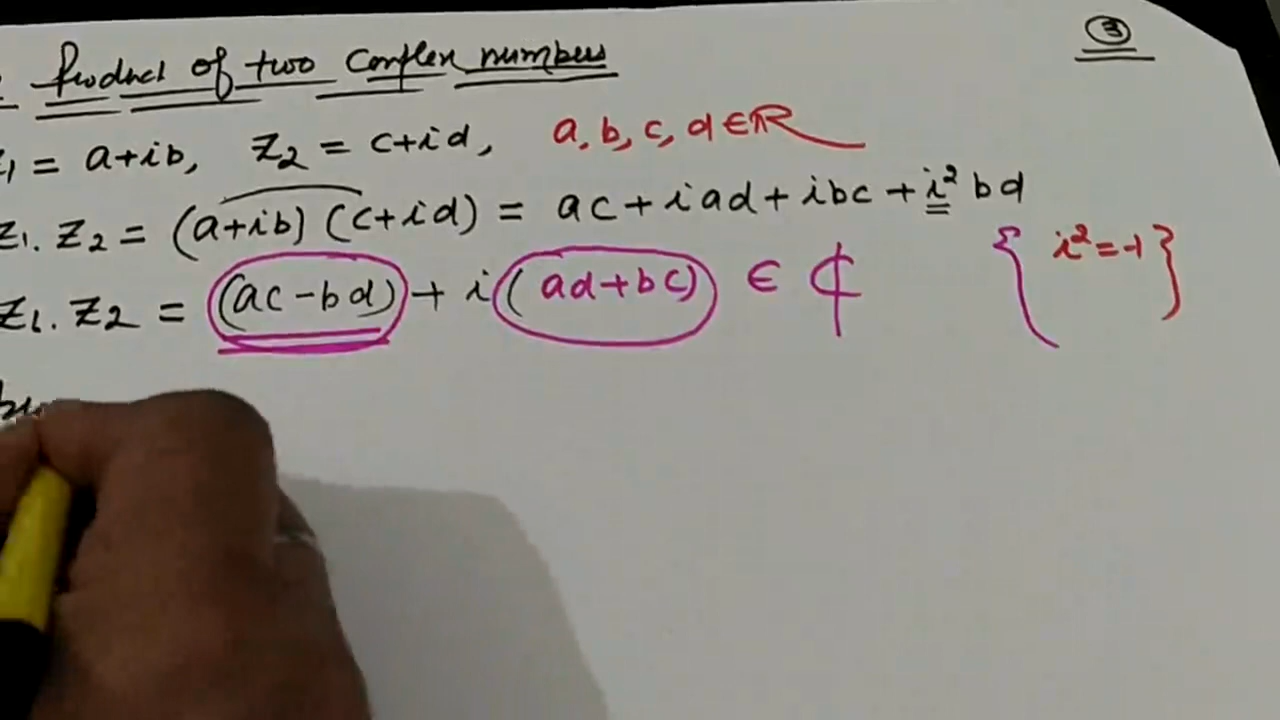 ③
Product of two Complex numbers
z₁ = a+ib, z₂ = c+id, a, b, c, d ∈ ℝ
z₁. z₂ = (a+ib) (c+id) = ac + iad + ibc + i² bd
{ i² = -1 }
z₁. z₂ = (ac - bd) + i (ad + bc) ∈ ℂ